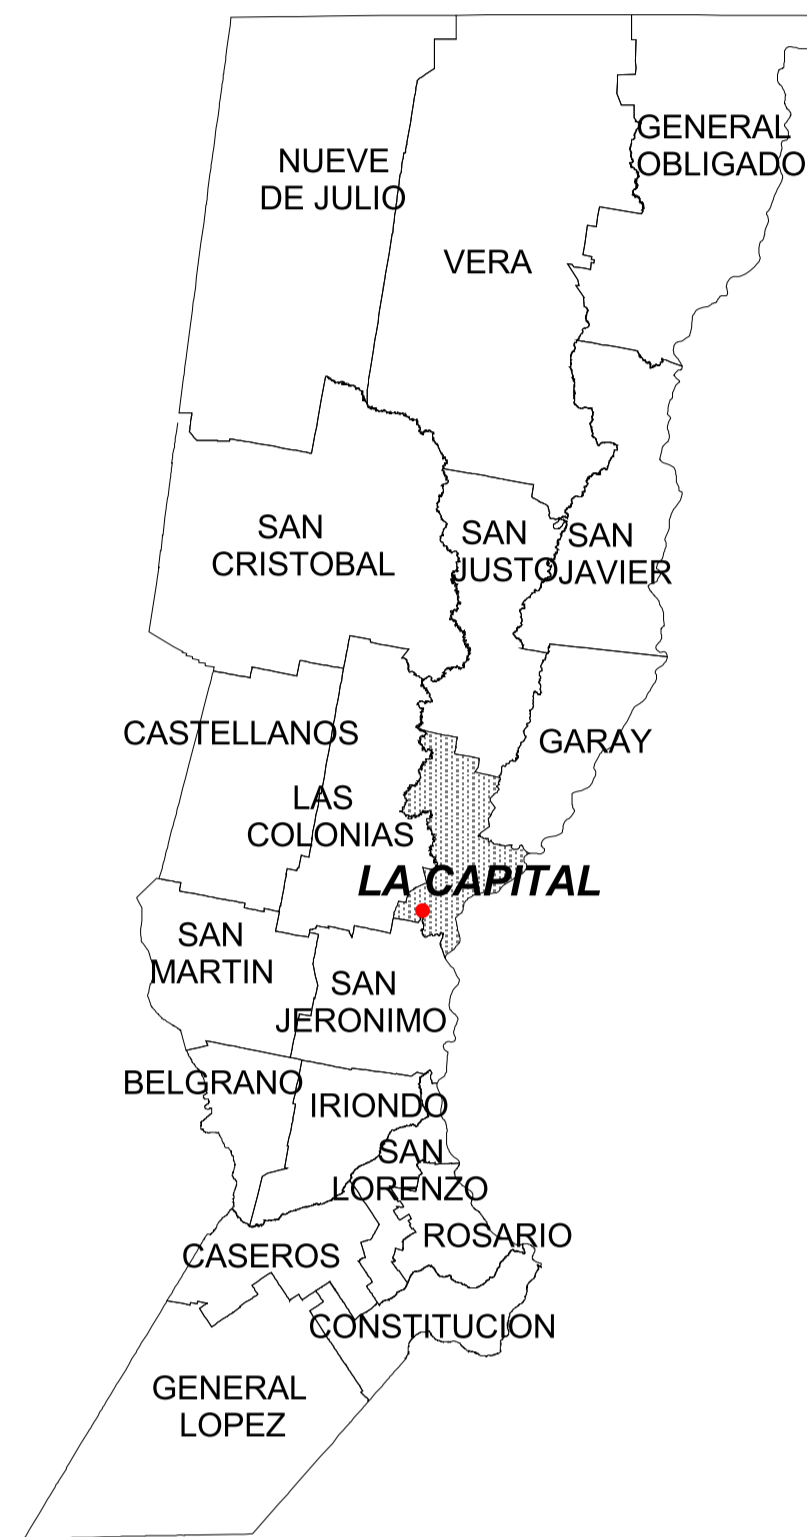 GENERAL
OBLIGADO
NUEVE
DE JULIO
VERA
SAN
CRISTOBAL
SAN
JUSTO
SAN
JAVIER
CASTELLANOS
GARAY
LAS
COLONIAS
LA CAPITAL
SAN
MARTIN
SAN
JERONIMO
BELGRANO
IRIONDO
SAN
LORENZO
ROSARIO
CASEROS
CONSTITUCION
GENERAL
LOPEZ